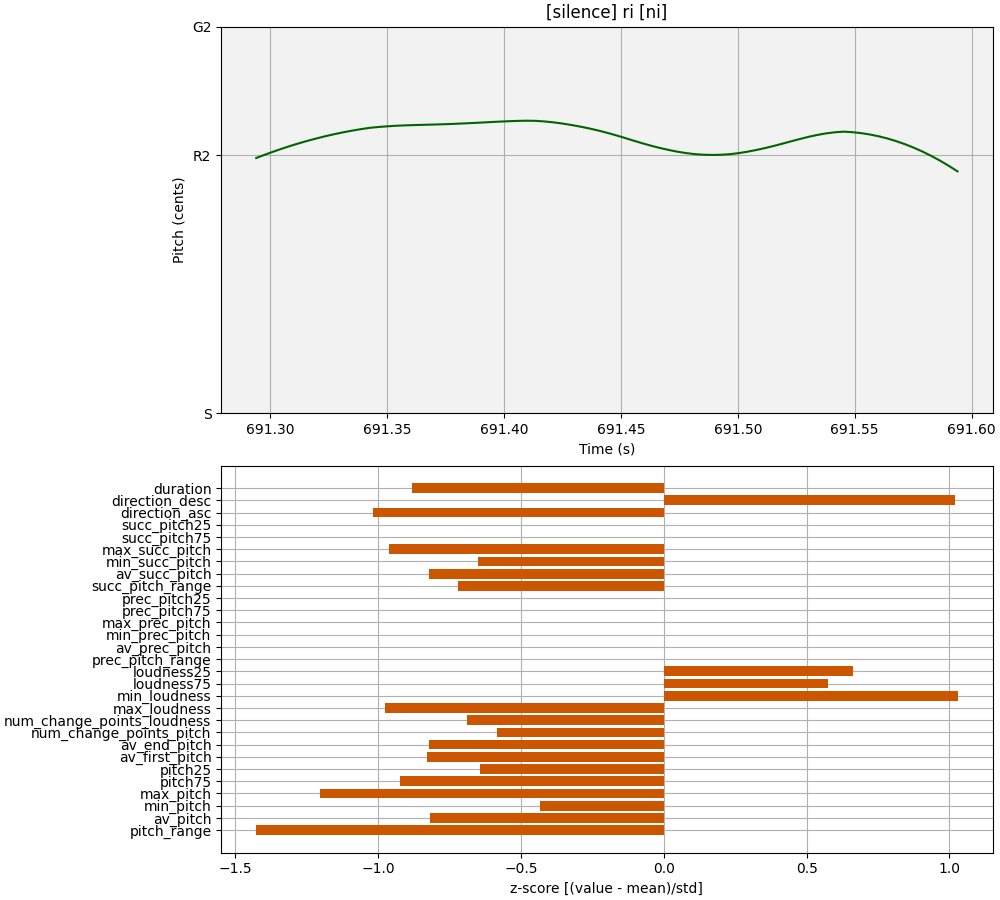 [silence] ri [ni]
G2
R2
S
Pitch (cents)
691.30 691.35 691.40 691.45 691.50 691.55 691.60
Time (s)
duration
direction_desc
direction_asc
succ_pitch25
succ_pitch75
max_succ_pitch
min_succ_pitch
av_succ_pitch
succ_pitch_range
prec_pitch25
prec_pitch75
max_prec_pitch
min_prec_pitch
av_prec_pitch
prec_pitch_range
loudness25
loudness75
min_loudness
max_loudness
num_change_points_loudness
num_change_points_pitch
av_end_pitch
av_first_pitch
pitch25
pitch75
max_pitch
min_pitch
av_pitch
pitch_range
−1.5 −1.0 −0.5 0.0 0.5 1.0
z-score [(value - mean)/std]